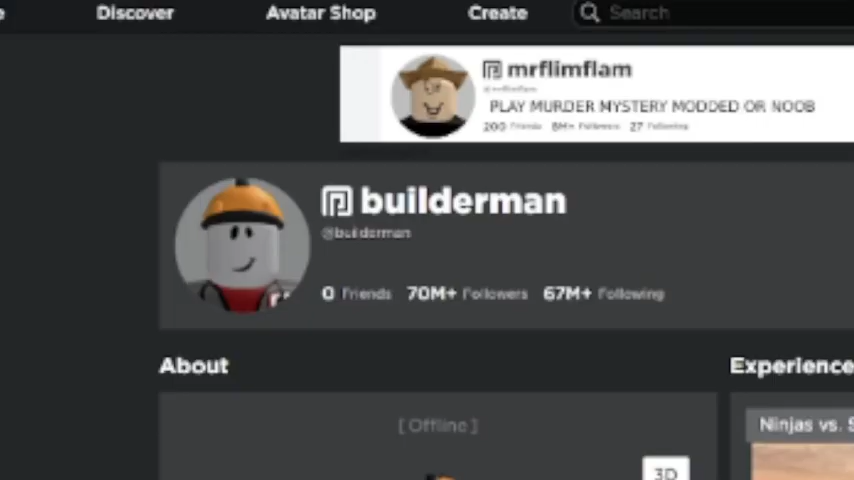 Discover Avatar Shop Create Search
mrflimflam
@mrflimflam
PLAY MURDER MYSTERY MODDED OR NOOB
200 Friends 8M+ Followers 27 Following
builderman
@builderman
0 Friends 70M+ Followers 67M+ Following
About
Experience
[ Offline ]
Ninjas vs. S
3D